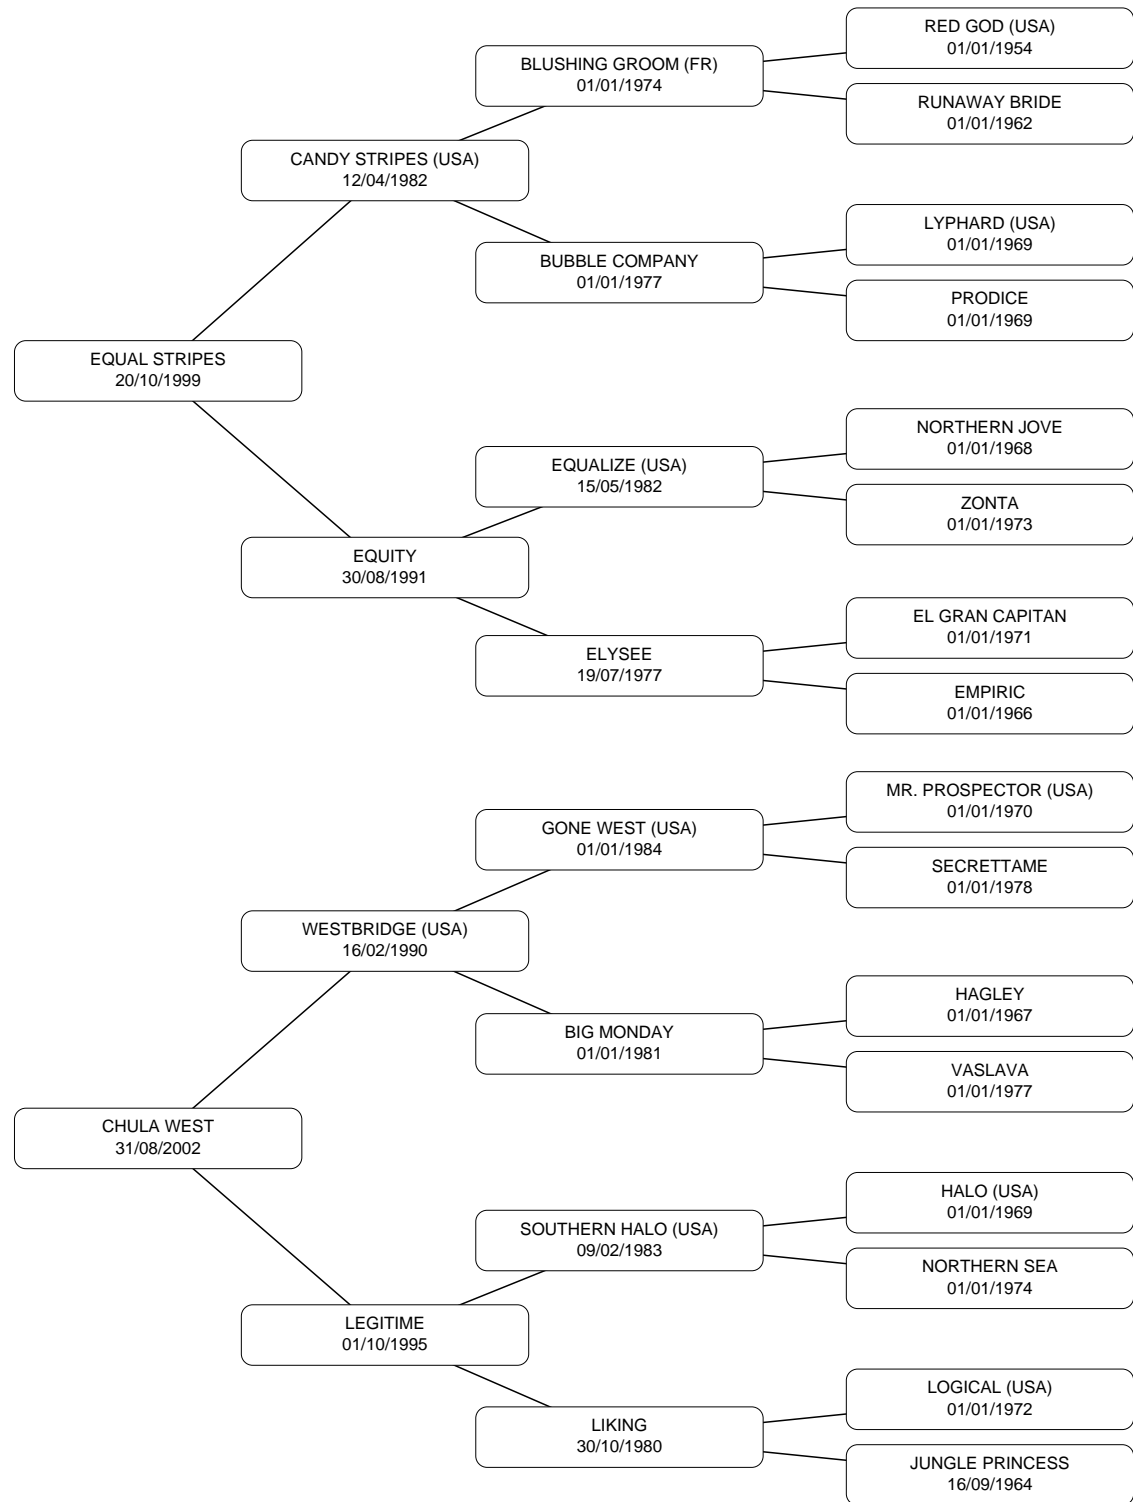 RED GOD (USA)
01/01/1954
BLUSHING GROOM (FR)
01/01/1974
RUNAWAY BRIDE
01/01/1962
CANDY STRIPES (USA)
12/04/1982
LYPHARD (USA)
01/01/1969
BUBBLE COMPANY
01/01/1977
PRODICE
01/01/1969
EQUAL STRIPES
20/10/1999
NORTHERN JOVE
01/01/1968
EQUALIZE (USA)
15/05/1982
ZONTA
01/01/1973
EQUITY
30/08/1991
EL GRAN CAPITAN
01/01/1971
ELYSEE
19/07/1977
EMPIRIC
01/01/1966
MR. PROSPECTOR (USA)
01/01/1970
GONE WEST (USA)
01/01/1984
SECRETTAME
01/01/1978
WESTBRIDGE (USA)
16/02/1990
HAGLEY
01/01/1967
BIG MONDAY
01/01/1981
VASLAVA
01/01/1977
CHULA WEST
31/08/2002
HALO (USA)
01/01/1969
SOUTHERN HALO (USA)
09/02/1983
NORTHERN SEA
01/01/1974
LEGITIME
01/10/1995
LOGICAL (USA)
01/01/1972
LIKING
30/10/1980
JUNGLE PRINCESS
16/09/1964